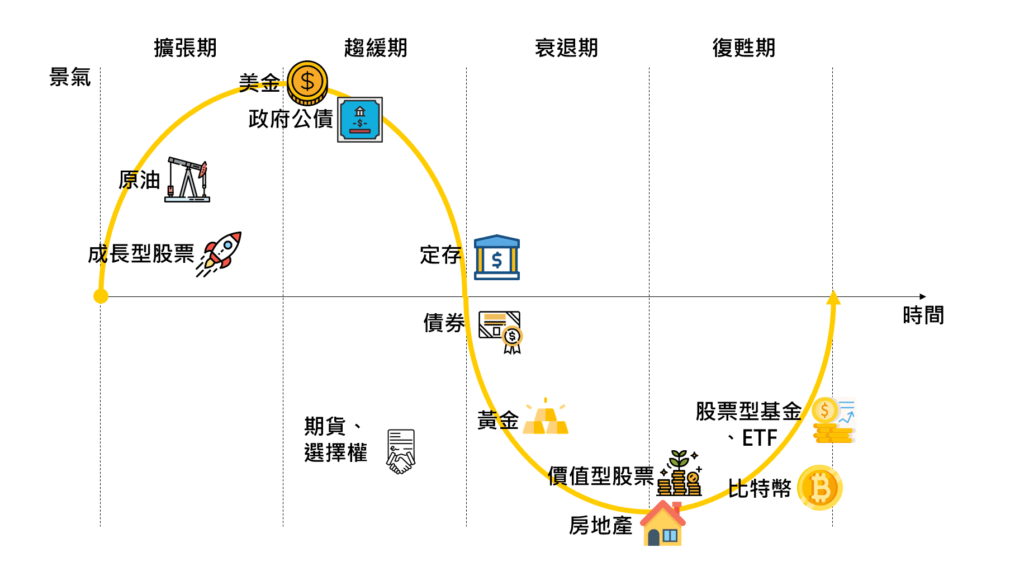 擴張期
趨緩期
衰退期
復甦期
景氣
美金
政府公債
原油
成長型股票
定存
時間
債券
黃金
股票型基金
、ETF
期貨、
選擇權
價值型股票
比特幣
房地產